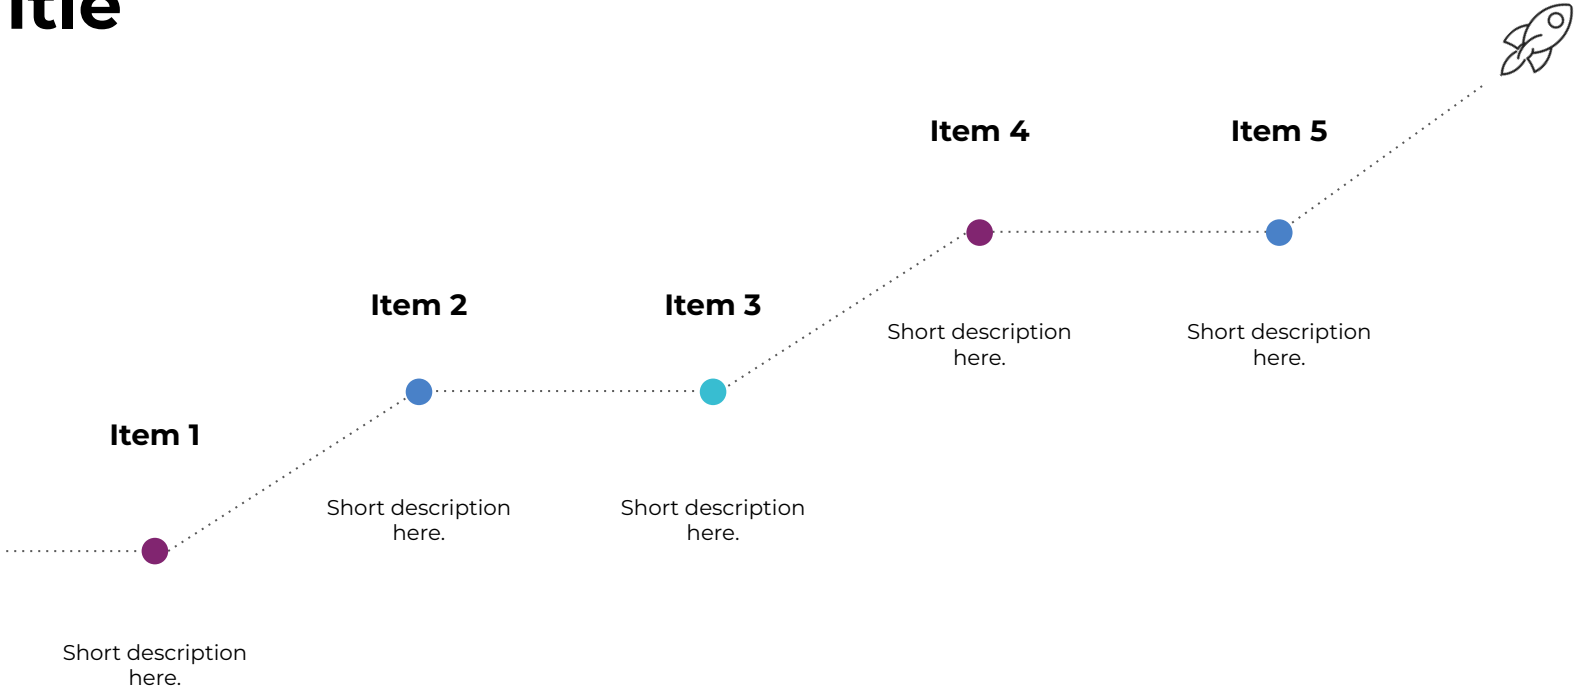 itle
Item 4
Item 5
Item 2
Item 3
Short description
here.
Short description
here.
Item 1
Short description
here.
Short description
here.
Short description
here.